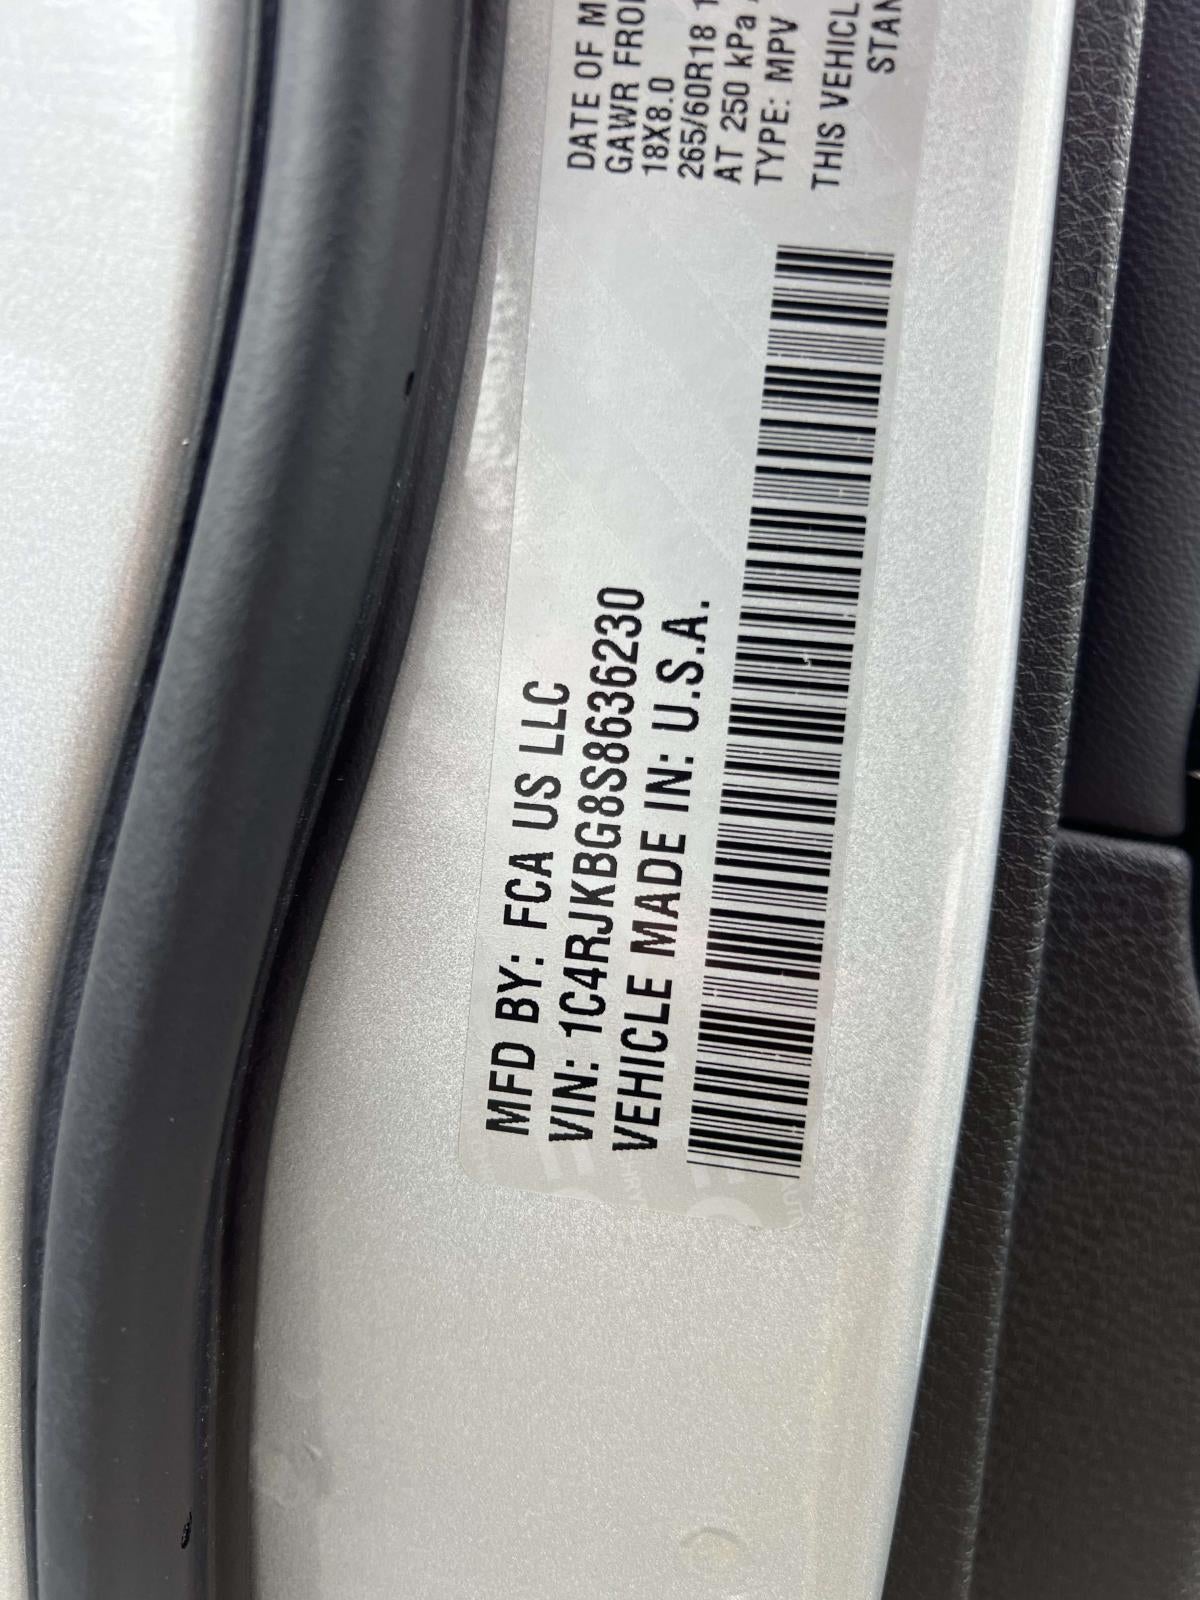 MFD BY: FCA US LLC
VIN: 1C4RJKBG8S8636230
VEHICLE MADE IN: U.S.A.
DATE OF M
GAWR FRO
18X8.0
265/60R18 1
AT 250 kPa
TYPE: MPV
THIS VEHICL
STAN